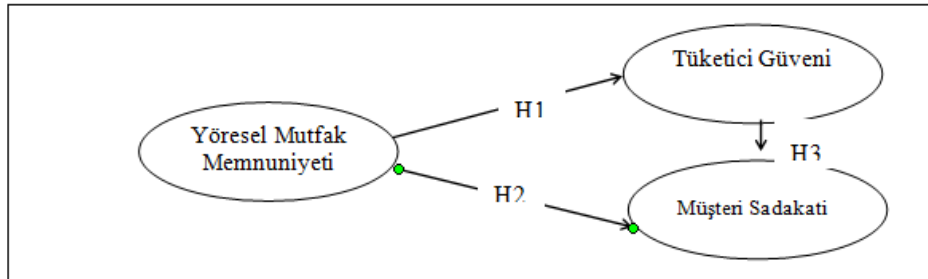 Tüketici Güveni
H1
Yöresel Mutfak
Memnuniyeti
H3
H2
Müşteri Sadakati